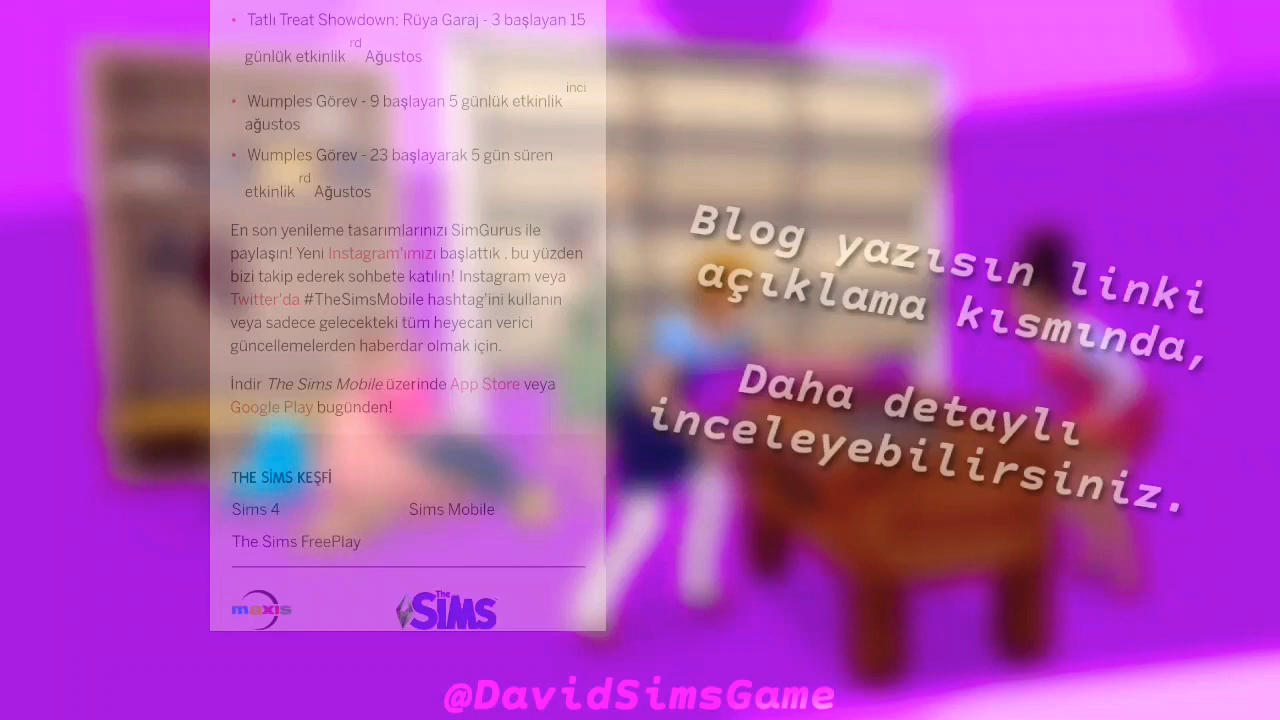 • Tatlı Treat Showdown: Rüya Garaj - 3 başlayan 15
günlük etkinlik rd Ağustos
• Wumples Görev - 9 başlayan 5 günlük etkinlik inci
ağustos
• Wumples Görev - 23 başlayarak 5 gün süren
etkinlik rd Ağustos
En son yenileme tasarımlarınızı SimGurus ile
paylaşın! Yeni Instagram'ımızı başlattık , bu yüzden
bizi takip ederek sohbete katılın! Instagram veya
Twitter'da #TheSimsMobile hashtag'ini kullanın
veya sadece gelecekteki tüm heyecan verici
güncellemelerden haberdar olmak için.
İndir The Sims Mobile üzerinde App Store veya
Google Play bugünden!
THE SİMS KEŞFİ
Sims 4 Sims Mobile
The Sims FreePlay
maxis The SIMS
Blog yazısın linki
açıklama kısmında,
Daha detaylı
inceleyebilirsiniz.
@DavidSimsGame